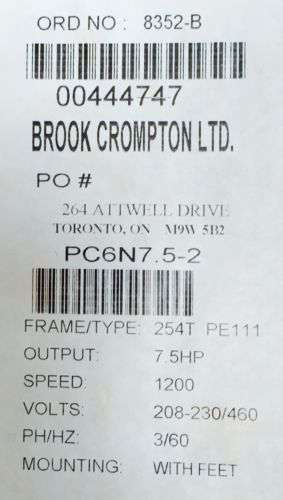 ORD NO : 8352-B
00444747
BROOK CROMPTON LTD.
PO #
264 ATTWELL DRIVE
TORONTO, ON M9W 5B2
PC6N7.5-2
FRAME/TYPE: 254T PE111
OUTPUT: 7.5HP
SPEED: 1200
VOLTS: 208-230/460
PH/HZ: 3/60
MOUNTING: WITH FEET